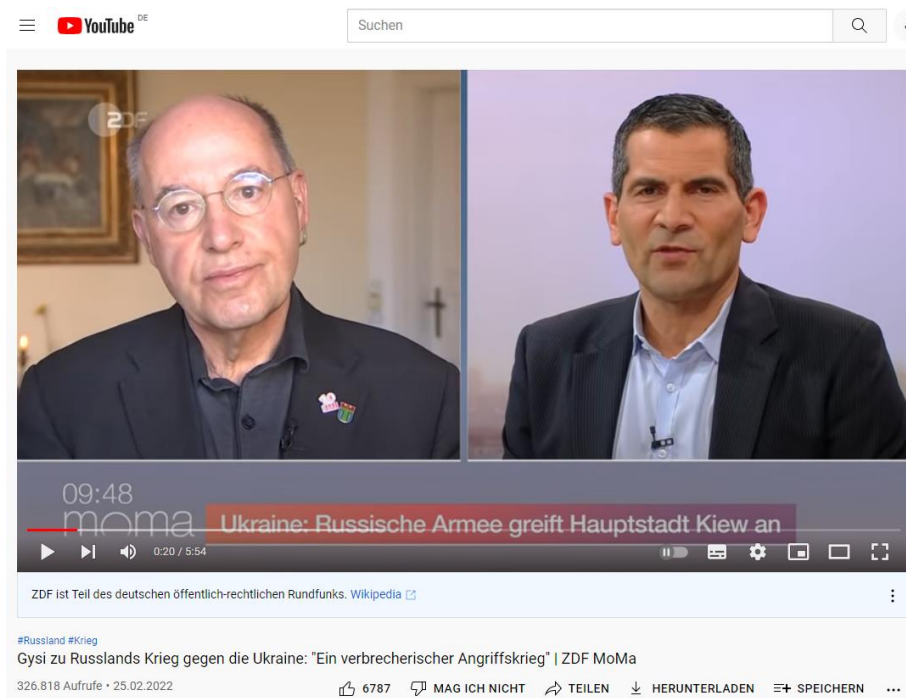 YouTube DE
Suchen
ZDF
09:48
moma
Ukraine: Russische Armee greift Hauptstadt Kiew an
0:20 / 5:54
ZDF ist Teil des deutschen öffentlich-rechtlichen Rundfunks. Wikipedia
#Russland #Krieg
Gysi zu Russlands Krieg gegen die Ukraine: "Ein verbrecherischer Angriffskrieg" | ZDF MoMa
326.818 Aufrufe • 25.02.2022
6787 MAG ICH NICHT TEILEN HERUNTERLADEN SPEICHERN